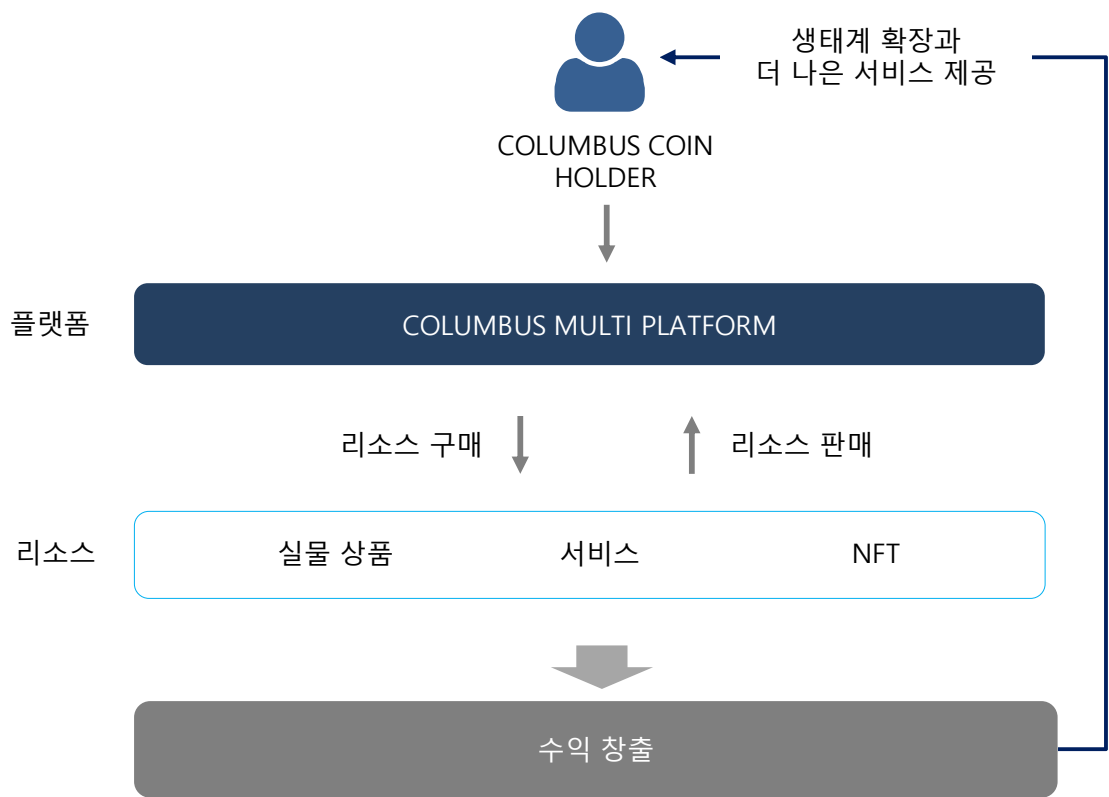 생태계 확장과
더 나은 서비스 제공
COLUMBUS COIN
HOLDER
플랫폼
COLUMBUS MULTI PLATFORM
리소스 구매
리소스 판매
리소스
실물 상품
서비스
NFT
수익 창출